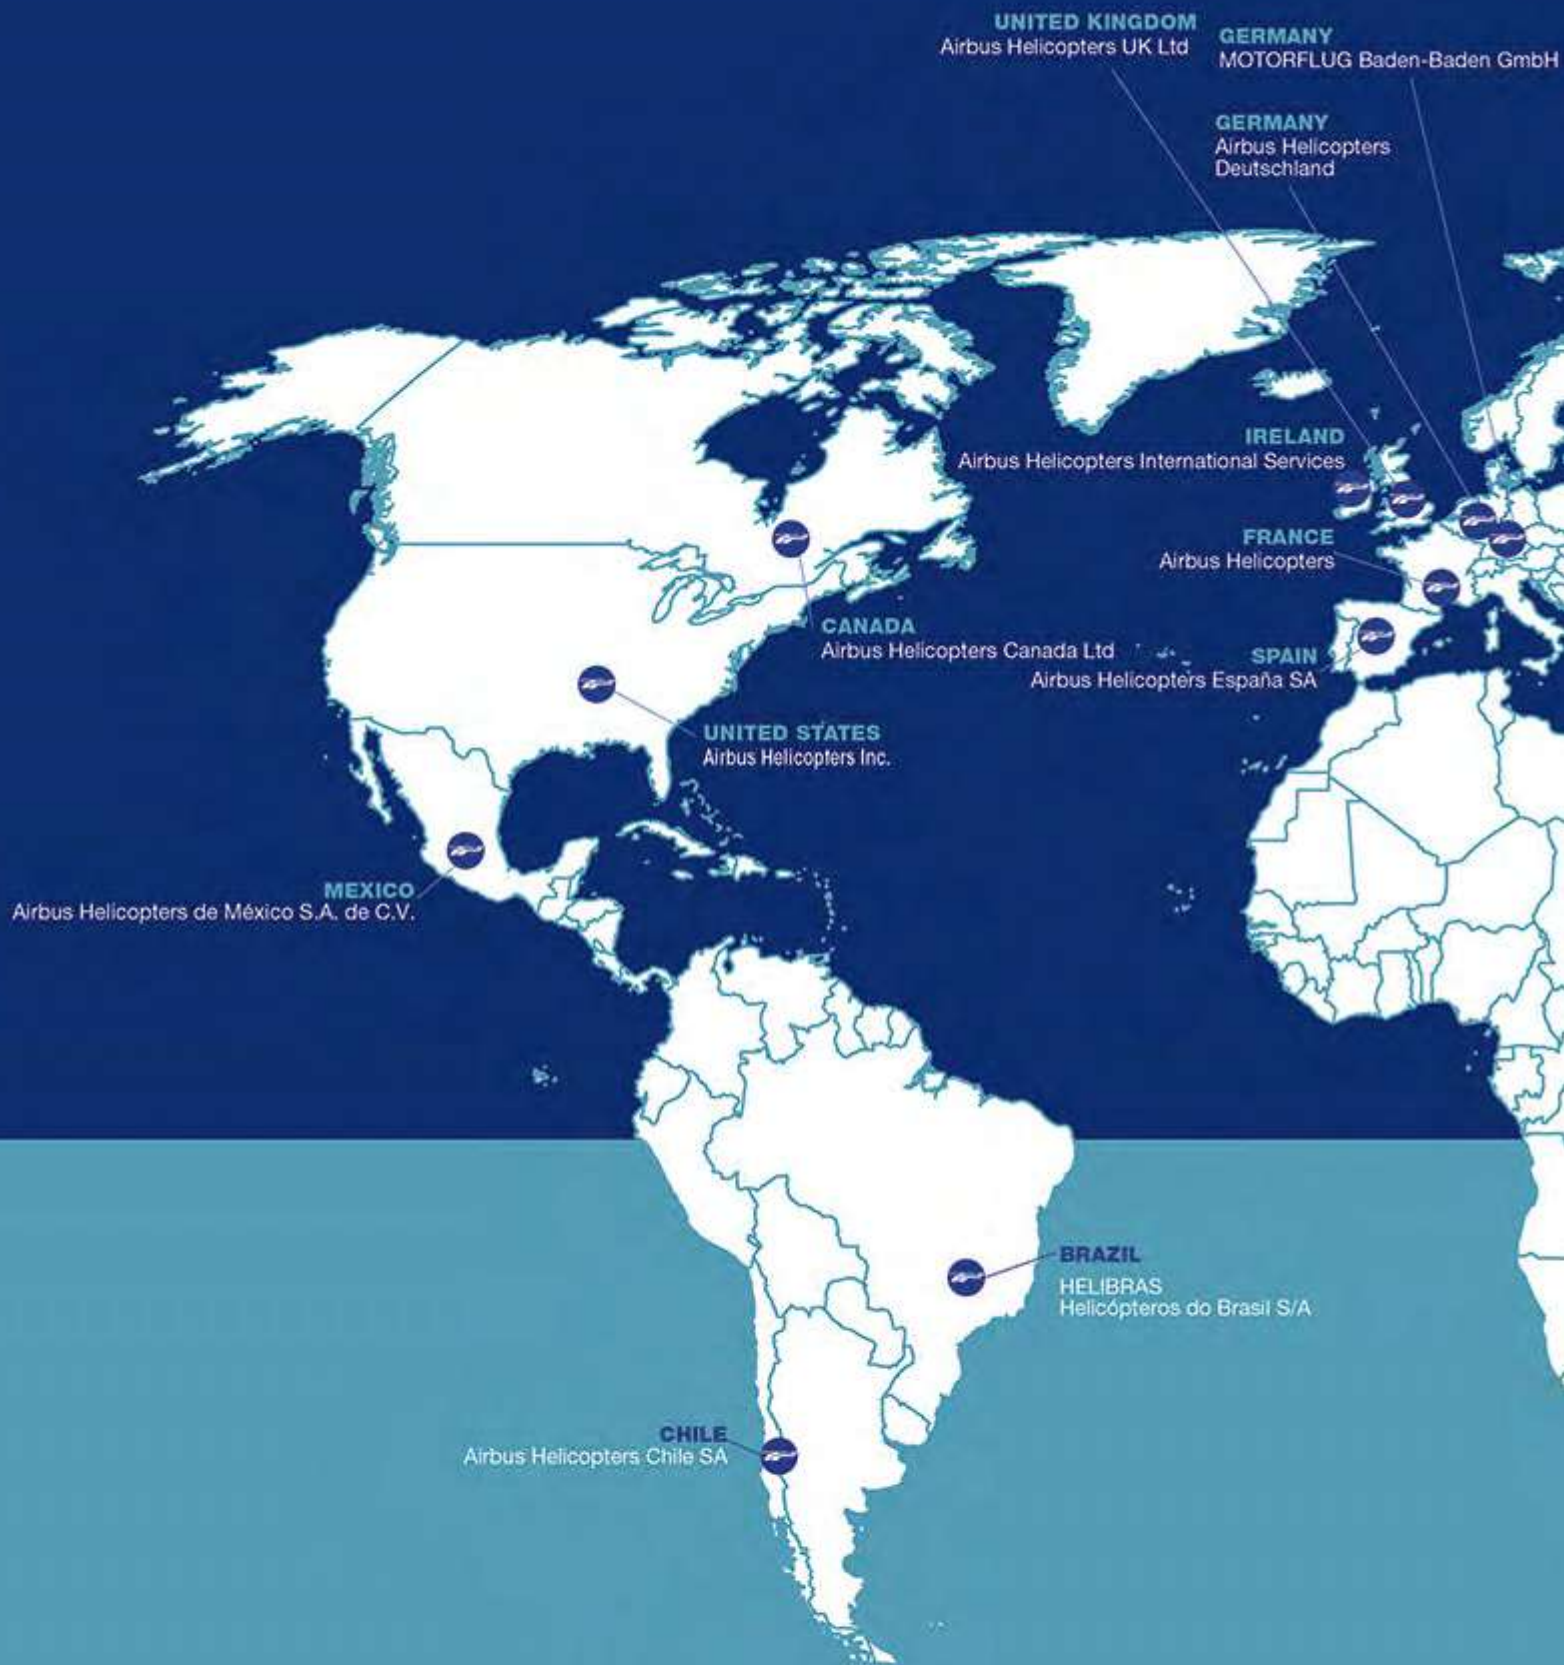 UNITED KINGDOM
Airbus Helicopters UK Ltd
GERMANY
MOTORFLUG Baden-Baden GmbH
GERMANY
Airbus Helicopters
Deutschland
IRELAND
Airbus Helicopters International Services
FRANCE
Airbus Helicopters
CANADA
Airbus Helicopters Canada Ltd
SPAIN
Airbus Helicopters España SA
UNITED STATES
Airbus Helicopters Inc.
MEXICO
Airbus Helicopters de México S.A. de C.V.
BRAZIL
HELIBRAS
Helicópteros do Brasil S/A
CHILE
Airbus Helicopters Chile SA